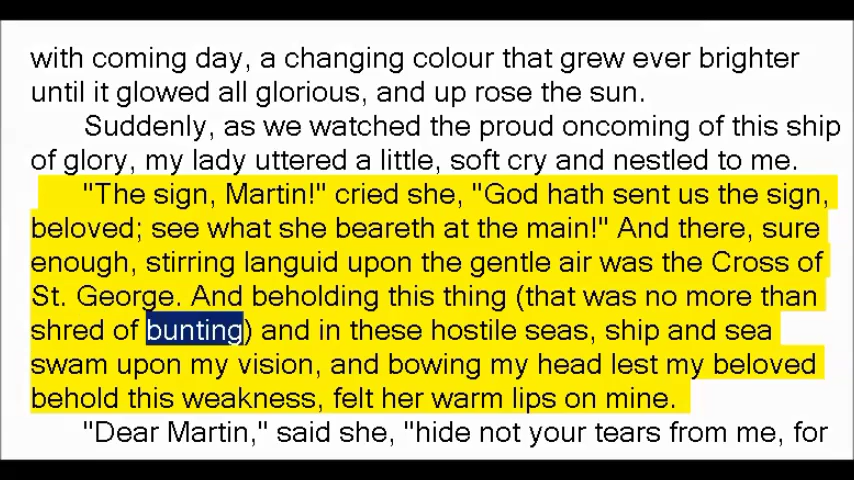 with coming day, a changing colour that grew ever brighter
until it glowed all glorious, and up rose the sun.
Suddenly, as we watched the proud oncoming of this ship
of glory, my lady uttered a little, soft cry and nestled to me.
"The sign, Martin!" cried she, "God hath sent us the sign,
beloved; see what she beareth at the main!" And there, sure
enough, stirring languid upon the gentle air was the Cross of
St. George. And beholding this thing (that was no more than
shred of bunting) and in these hostile seas, ship and sea
swam upon my vision, and bowing my head lest my beloved
behold this weakness, felt her warm lips on mine.
"Dear Martin," said she, "hide not your tears from me, for